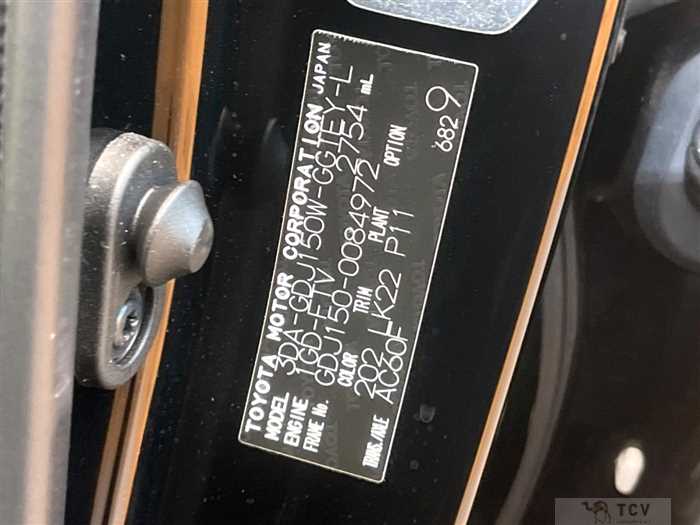 TOYOTA MOTOR CORPORATION JAPAN
MODEL 3DA-GDJ150W-GGTEY-L
ENGINE 1GD-FTV 2754 mL
FRAME No. GDJ150-0084972
COLOR TRIM PLANT OPTION
202 LK22 P11 6829
TRANS./AXLE AC60F
TCV